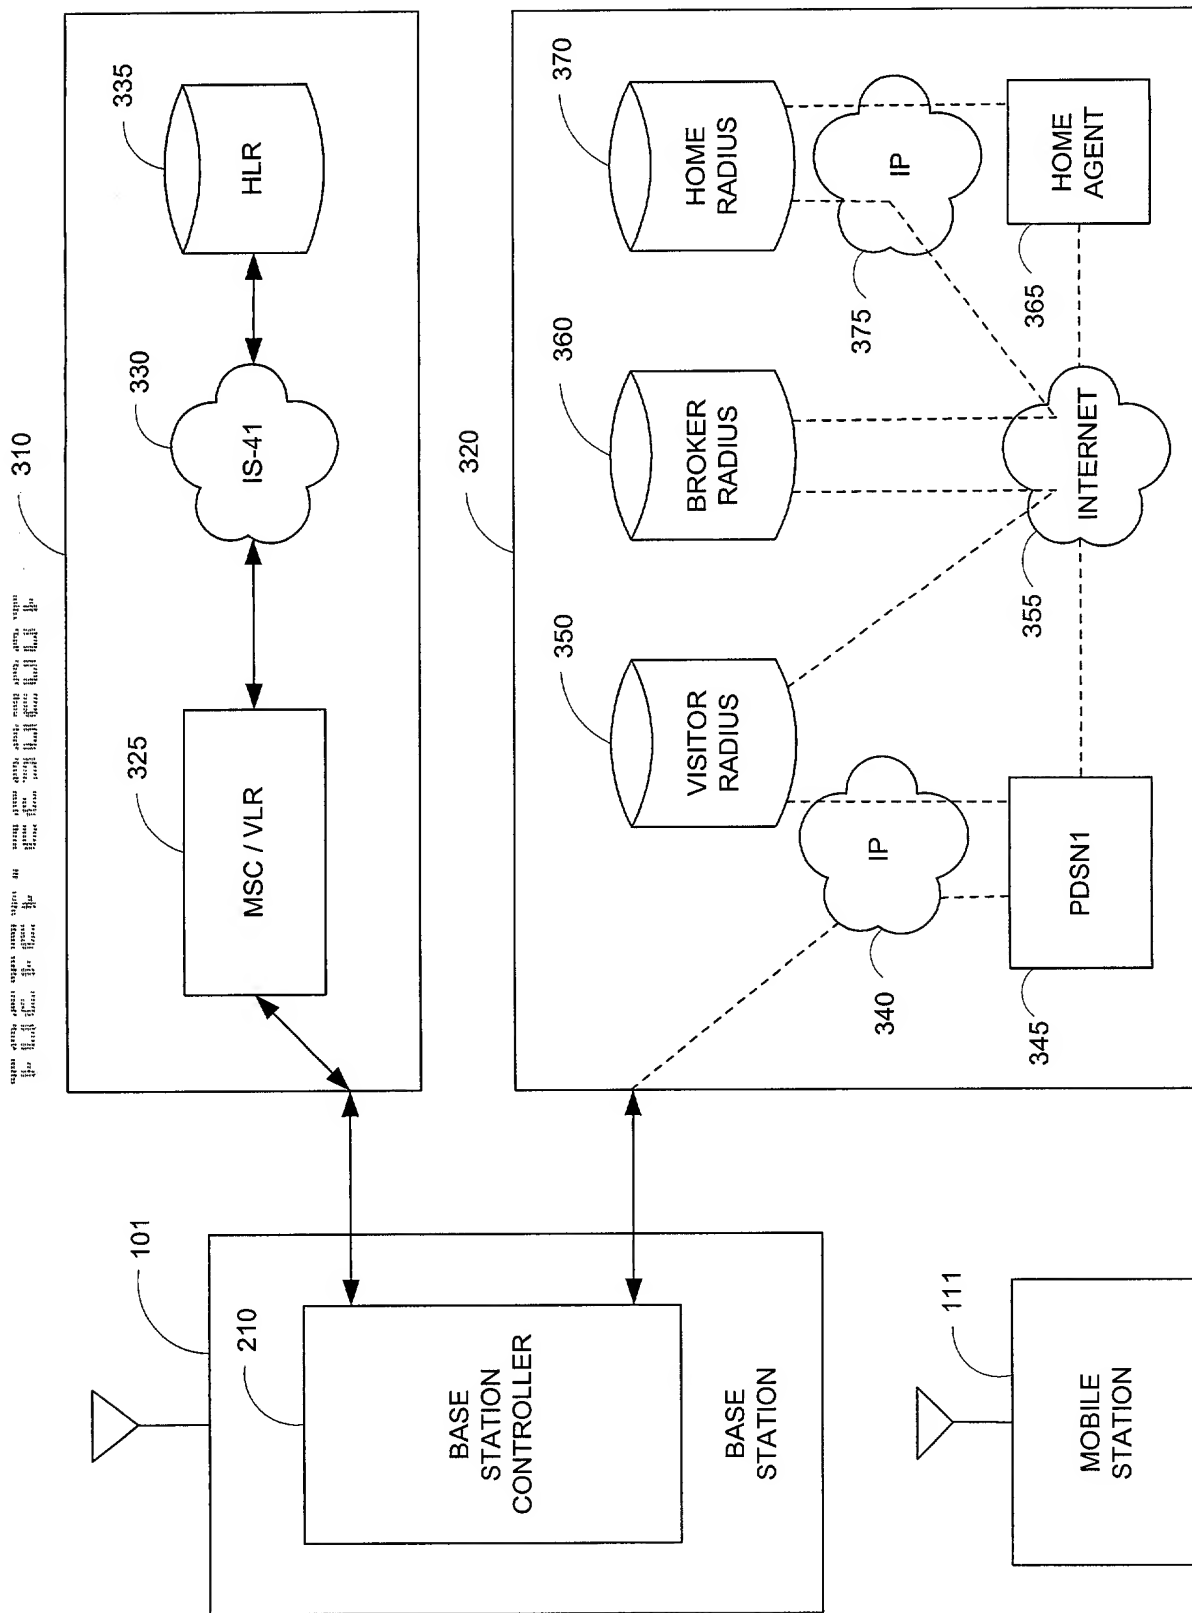 310
335
HLR
330
IS-41
325
MSC / VLR
320
370
HOME
RADIUS
IP
375
HOME
AGENT
365
360
BROKER
RADIUS
INTERNET
355
350
VISITOR
RADIUS
IP
340
PDSN1
345
101
210
BASE
STATION
CONTROLLER
BASE
STATION
111
MOBILE
STATION